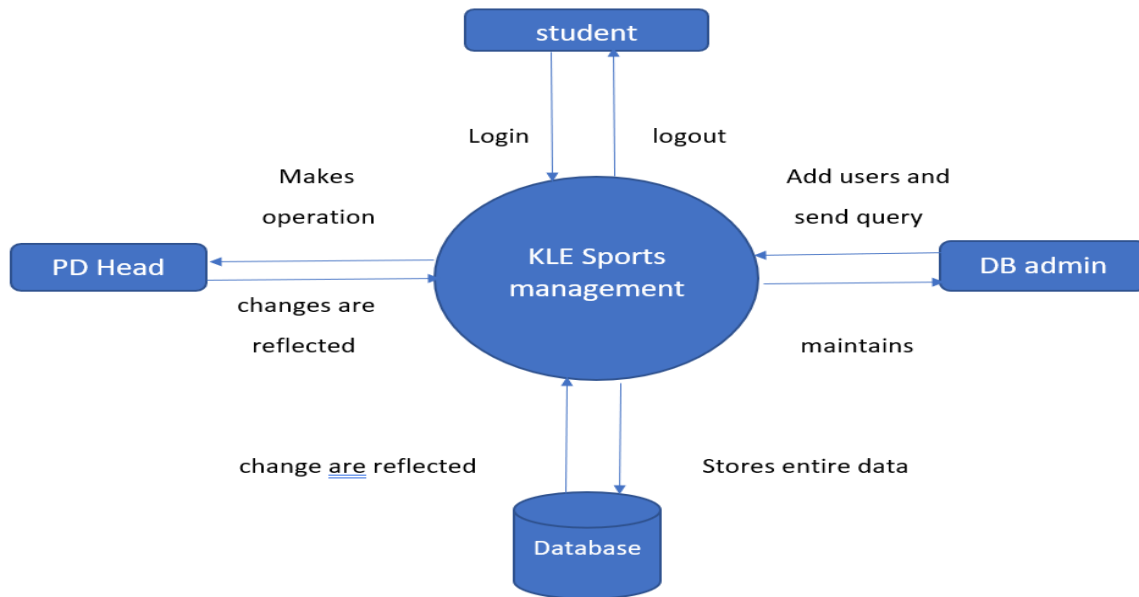 student
Login
logout
Makes
operation
Add users and
send query
PD Head
KLE Sports
management
DB admin
changes are
reflected
maintains
change are reflected
Stores entire data
Database